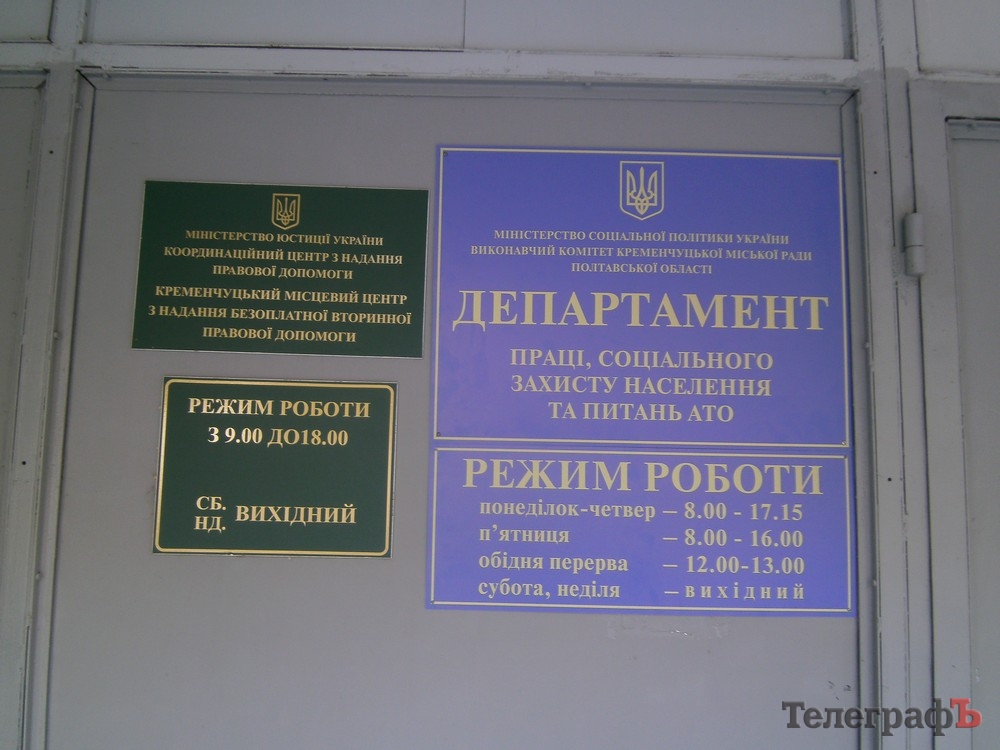 МІНІСТЕРСТВО ЮСТИЦІЇ УКРАЇНИ
КООРДИНАЦІЙНИЙ ЦЕНТР З НАДАННЯ
ПРАВОВОЇ ДОПОМОГИ
КРЕМЕНЧУЦЬКИЙ МІСЦЕВИЙ ЦЕНТР
З НАДАННЯ БЕЗОПЛАТНОЇ ВТОРИННОЇ
ПРАВОВОЇ ДОПОМОГИ
РЕЖИМ РОБОТИ
З 9.00 ДО18.00
СБ.
НД. ВИХІДНИЙ
МІНІСТЕРСТВО СОЦІАЛЬНОЇ ПОЛІТИКИ УКРАЇНИ
ВИКОНАВЧИЙ КОМІТЕТ КРЕМЕНЧУЦЬКОЇ МІСЬКОЇ РАДИ
ПОЛТАВСЬКОЇ ОБЛАСТІ
ДЕПАРТАМЕНТ
ПРАЦІ, СОЦІАЛЬНОГО
ЗАХИСТУ НАСЕЛЕННЯ
ТА ПИТАНЬ АТО
РЕЖИМ РОБОТИ
понеділок-четвер – 8.00 - 17.15
п’ятниця – 8.00 - 16.00
обідня перерва – 12.00-13.00
субота, неділя – вихідний
ТелеграфЪ